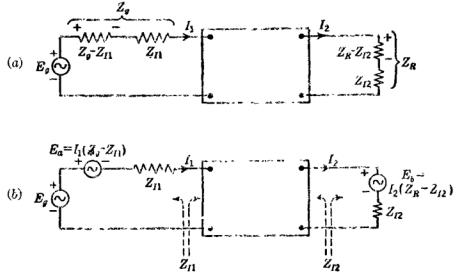 Z_g
+ − I_1 I_2
(a) + E_g − Z_g-Z_I1 Z_I1 Z_R-Z_I2 + − Z_I2 Z_R
E_a=I_1(Z_g-Z_I1)
+ − I_1 I_2
(b) + E_g − Z_I1 + − E_b= I_2(Z_R-Z_I2) Z_I2
Z_I1 Z_I2